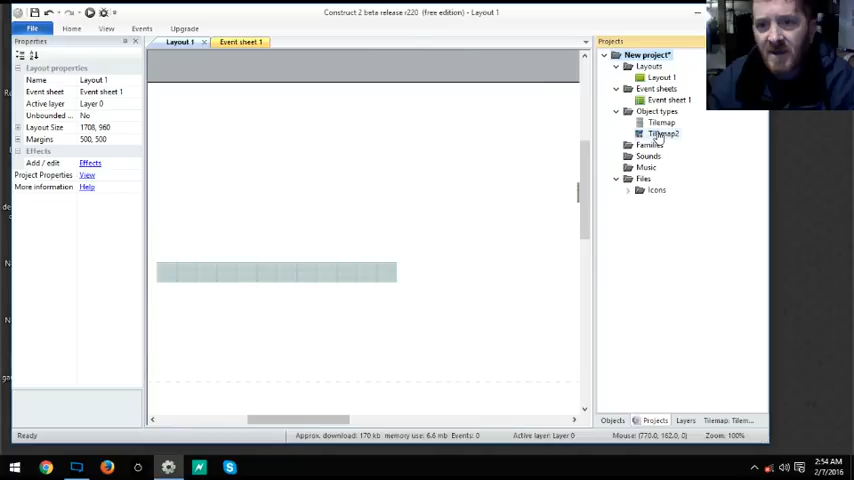 Construct 2 beta release r220 (free edition) - Layout 1
File Home View Events Upgrade
Properties
Layout 1 Event sheet 1
Projects
Layout properties
Name Layout 1
Event sheet Event sheet 1
Active layer Layer 0
Unbounded ... No
Layout Size 1708, 960
Margins 500, 500
Effects
Add / edit Effects
Project Properties View
More information Help
New project*
Layouts
Layout 1
Event sheets
Event sheet 1
Object types
Tilemap
Tilemap2
Families
Sounds
Music
Files
Icons
Objects Projects Layers Tilemap: Tilem...
Ready Approx. download: 170 kb memory use: 6.6 mb Events: 0 Active layer: Layer 0 Mouse: (770.0, 162.0, 0) Zoom: 100%
2:54 AM
2/7/2016